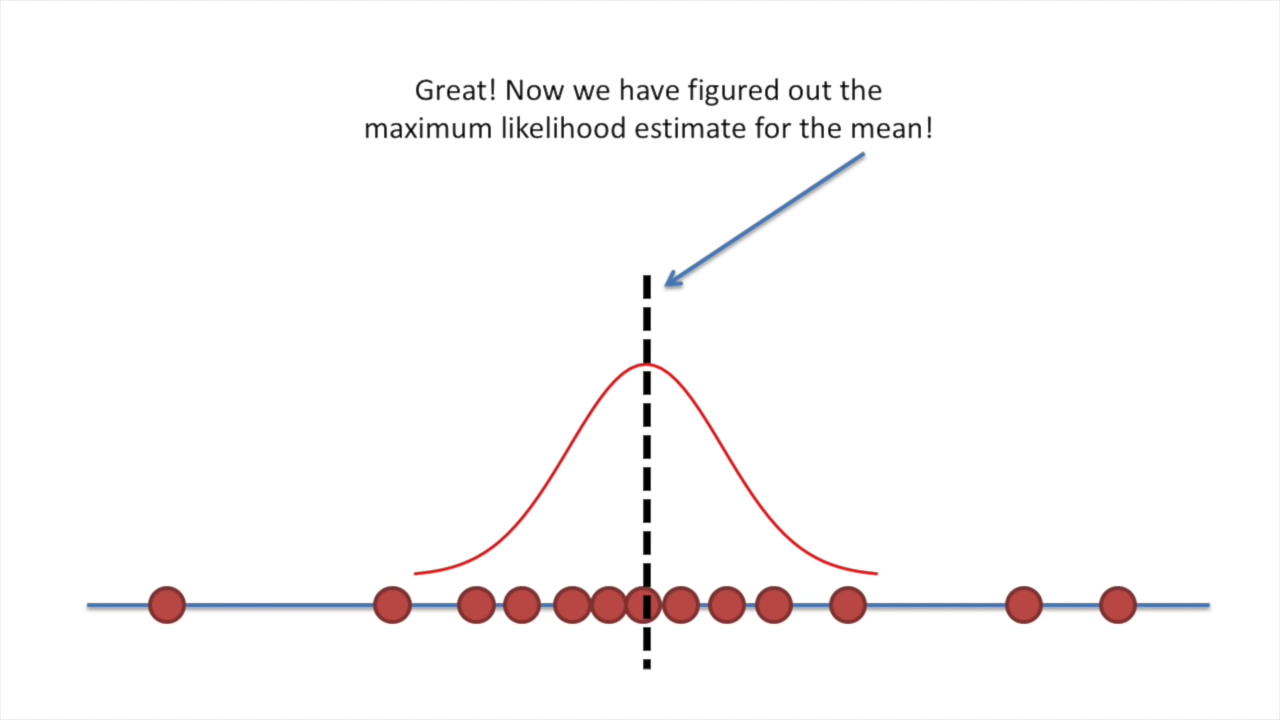 Great! Now we have figured out the
maximum likelihood estimate for the mean!